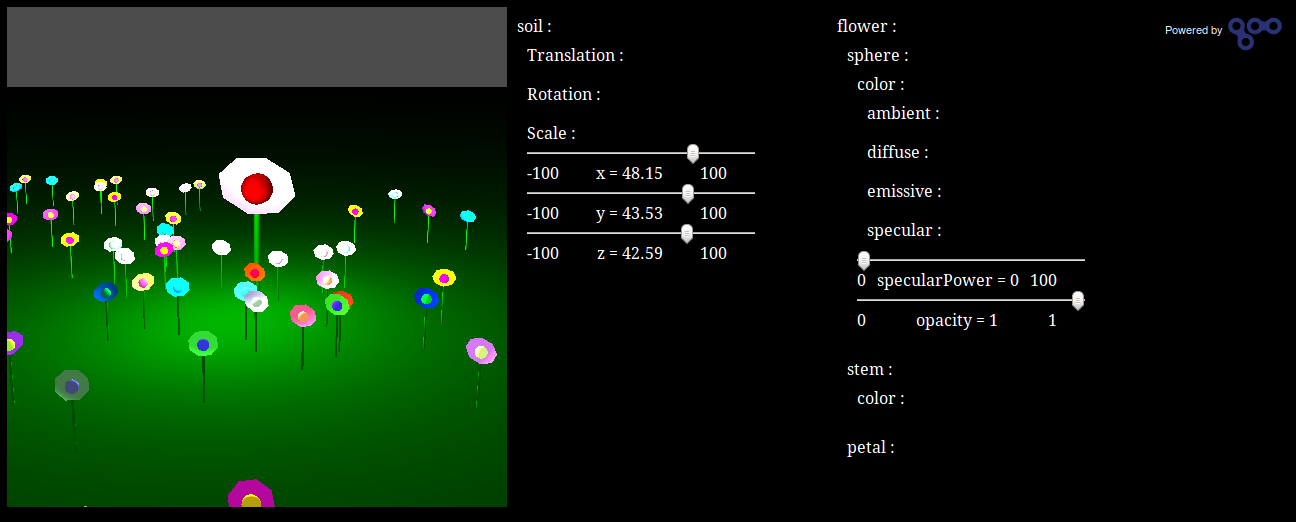 soil :
Translation :
Rotation :
Scale :
-100 x = 48.15 100
-100 y = 43.53 100
-100 z = 42.59 100
flower :
sphere :
color :
ambient :
diffuse :
emissive :
specular :
0 specularPower = 0 100
0 opacity = 1 1
stem :
color :
petal :
Powered by